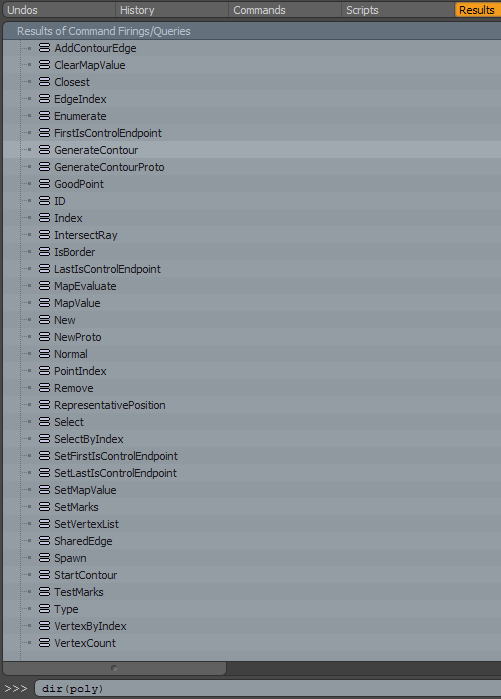 Undos History Commands Scripts Results
Results of Command Firings/Queries
AddContourEdge
ClearMapValue
Closest
EdgeIndex
Enumerate
FirstIsControlEndpoint
GenerateContour
GenerateContourProto
GoodPoint
ID
Index
IntersectRay
IsBorder
LastIsControlEndpoint
MapEvaluate
MapValue
New
NewProto
Normal
PointIndex
Remove
RepresentativePosition
Select
SelectByIndex
SetFirstIsControlEndpoint
SetLastIsControlEndpoint
SetMapValue
SetMarks
SetVertexList
SharedEdge
Spawn
StartContour
TestMarks
Type
VertexByIndex
VertexCount
>>> dir(poly)